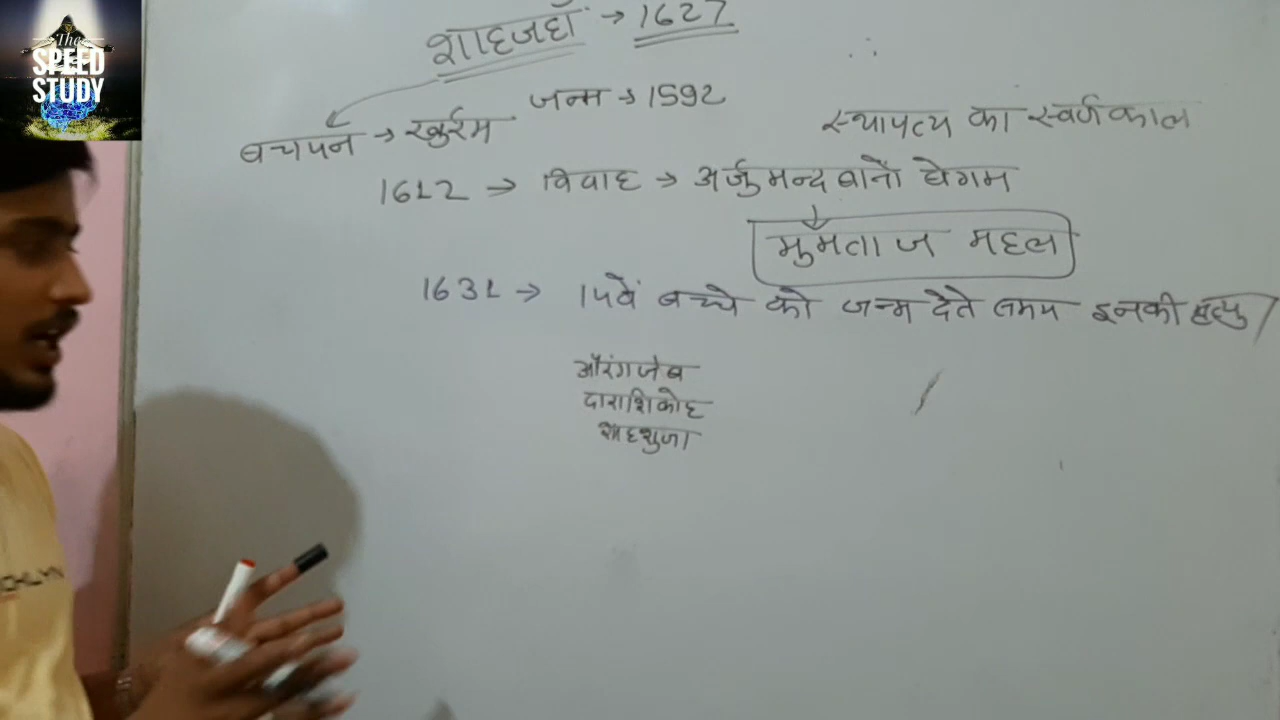 The
SPEED
STUDY
शाहजहाँ → 1627
जन्म → 1592
बचपन → खुर्रम
स्थापत्य का स्वर्णकाल
1612 → विवाह → अर्जुमन्द बानों बेगम
मुमताज महल
1631 → 14वें बच्चे को जन्म देते समय इनकी मृत्यु
औरंगजेब
दाराशिकोह
शाहशुजा